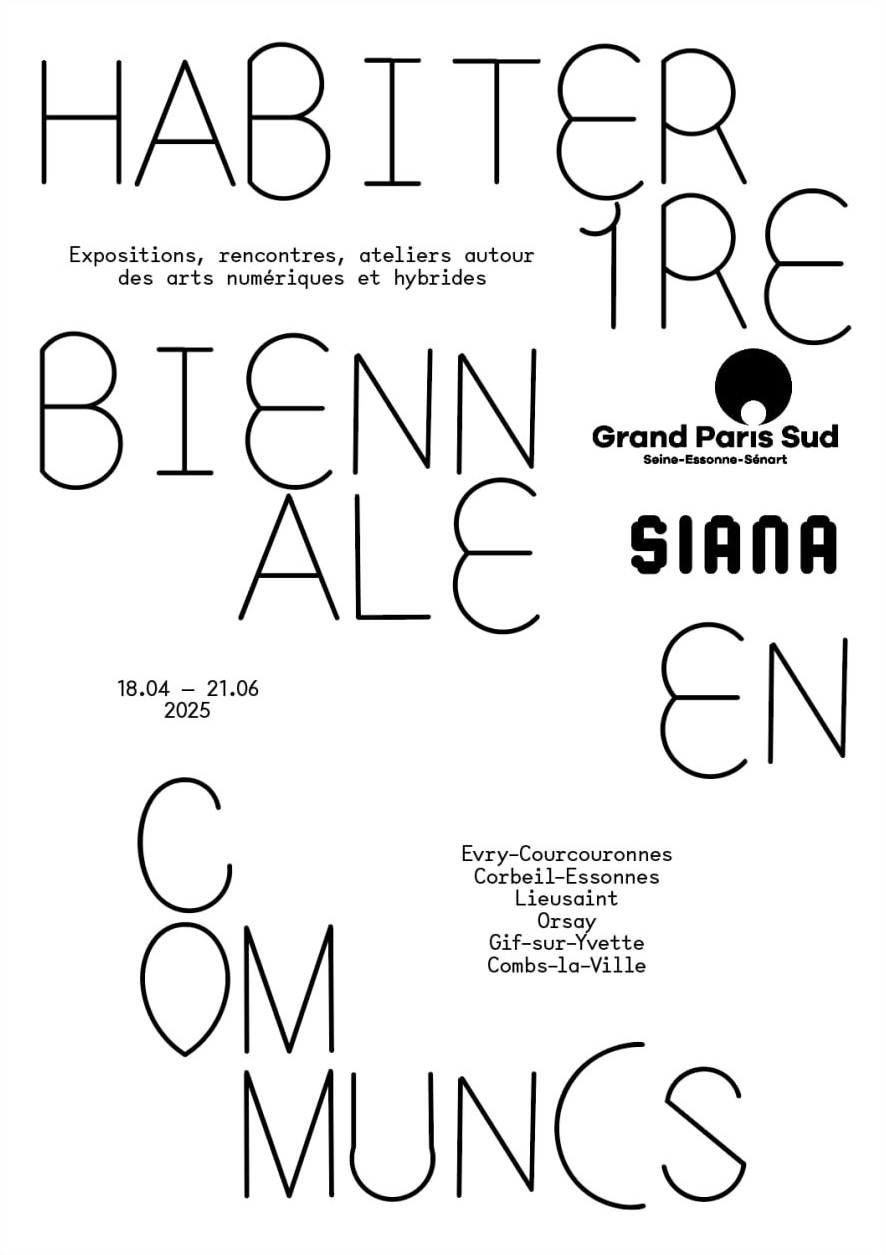 HABITER
1RE
Expositions, rencontres, ateliers autour
des arts numériques et hybrides
BIENN
ALE
Grand Paris Sud
Seine-Essonne-Sénart
SIANA
EN
18.04 – 21.06
2025
C
OM
MUNCS
Evry-Courcouronnes
Corbeil-Essonnes
Lieusaint
Orsay
Gif-sur-Yvette
Combs-la-Ville